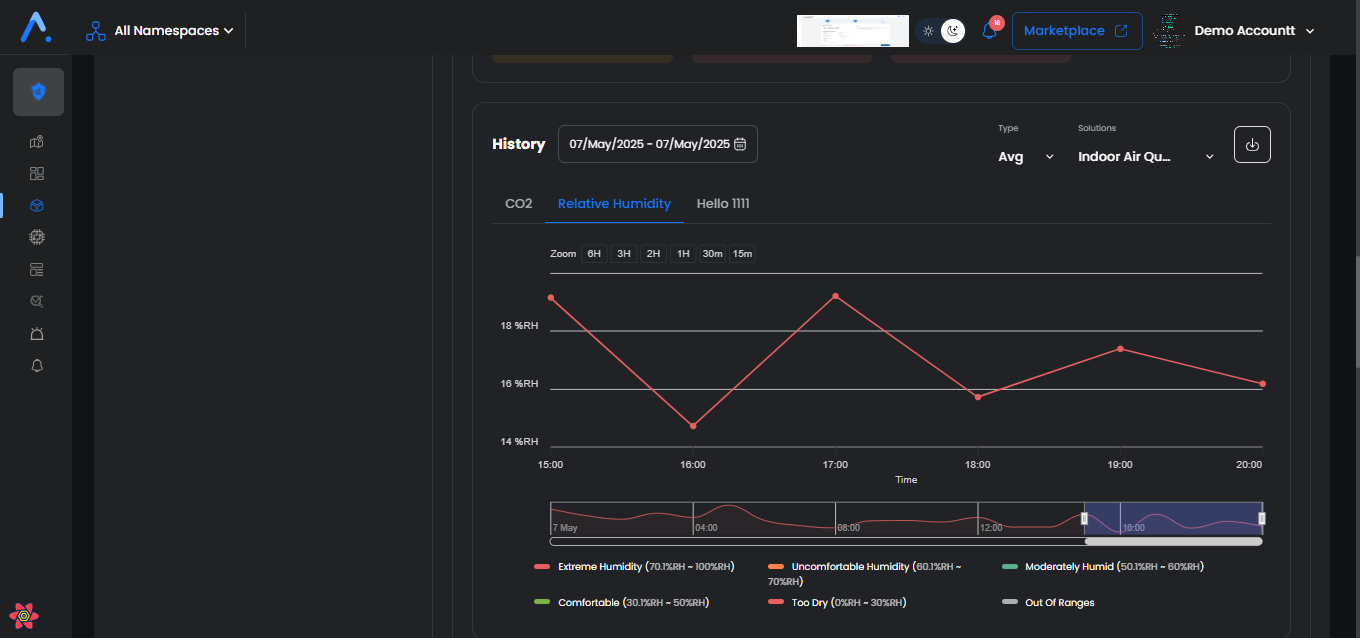 All Namespaces
18
Marketplace
Demo Accountt
History
07/May/2025 - 07/May/2025
Type
Avg
Solutions
Indoor Air Qu...
CO2
Relative Humidity
Hello 1111
Zoom 6H 3H 2H 1H 30m 15m
18 %RH
16 %RH
14 %RH
15:00 16:00 17:00 18:00 19:00 20:00
Time
7 May 04:00 08:00 12:00 16:00
Extreme Humidity (70.1%RH ~ 100%RH)
Uncomfortable Humidity (60.1%RH ~
70%RH)
Moderately Humid (50.1%RH ~ 60%RH)
Comfortable (30.1%RH ~ 50%RH)
Too Dry (0%RH ~ 30%RH)
Out Of Ranges